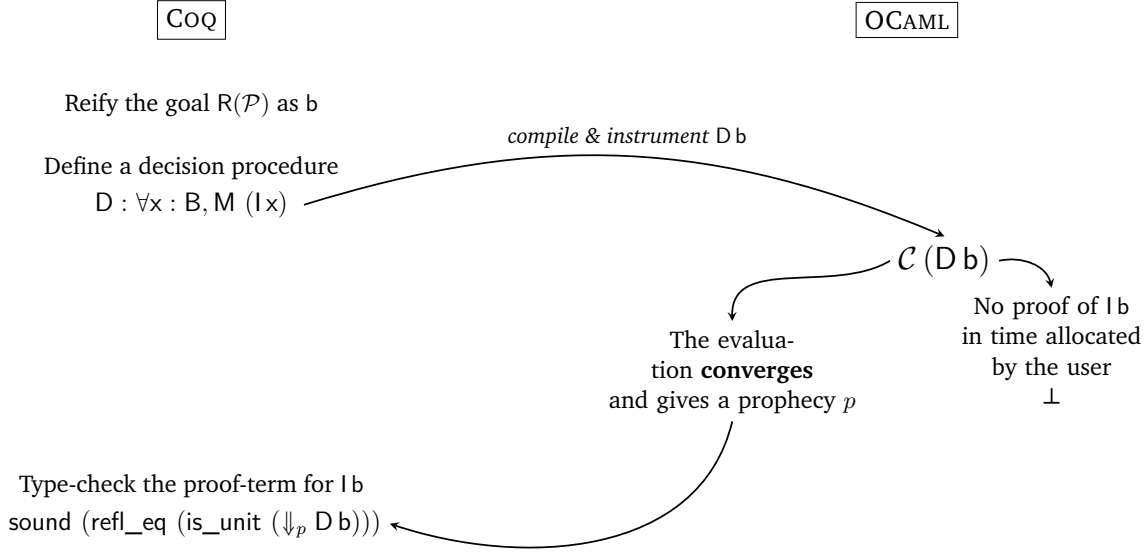 COQ
OCAML
Reify the goal R(𝒫) as b
compile & instrument D b
Define a decision procedure
D : ∀x : B, M (I x)
𝒞 (D b)
No proof of I b
in time allocated
by the user
⊥
The evalua-
tion converges
and gives a prophecy p
Type-check the proof-term for I b
sound (refl_eq (is_unit (⇓p D b)))